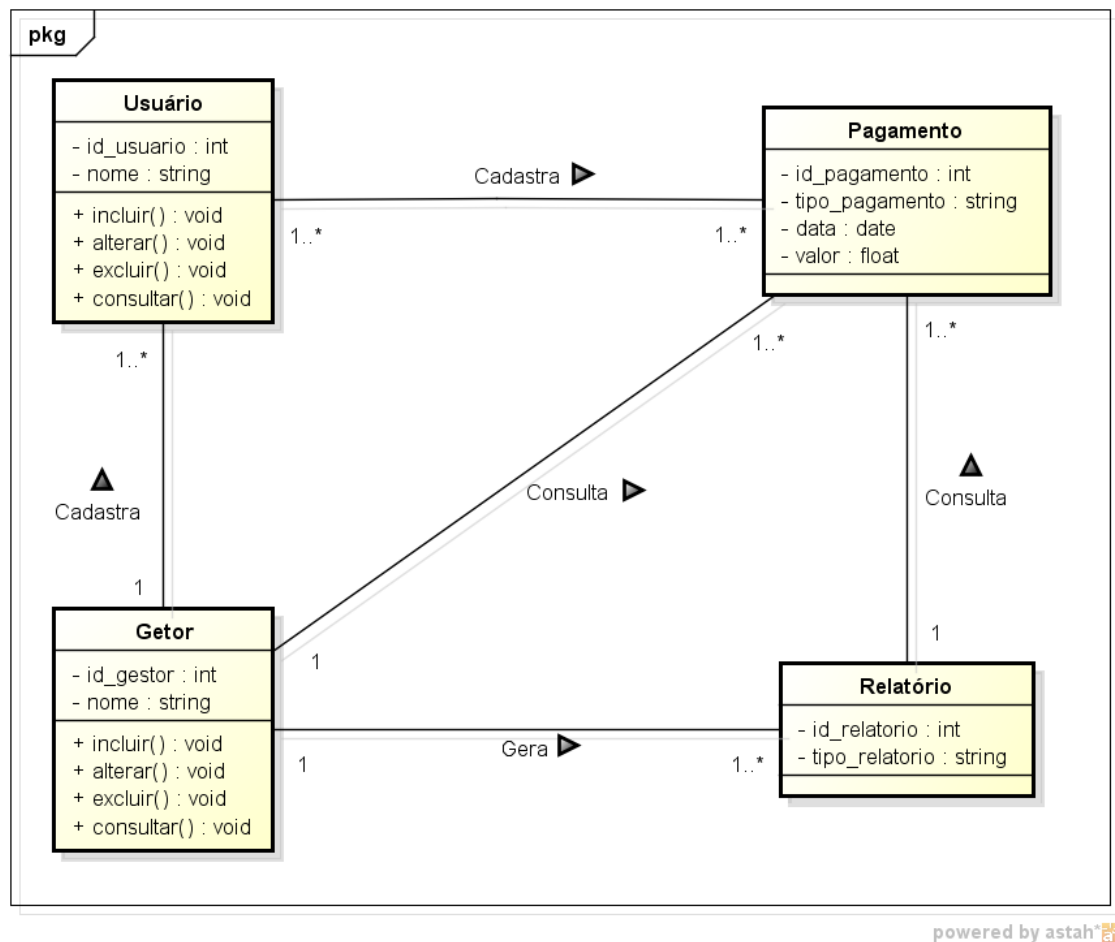 pkg
Usuário
- id_usuario : int
- nome : string
+ incluir() : void
+ alterar() : void
+ excluir() : void
+ consultar() : void
Pagamento
- id_pagamento : int
- tipo_pagamento : string
- data : date
- valor : float
Cadastra
1..*
1..*
1..*
1..*
1..*
Cadastra
Consulta
Consulta
1
1
1
Getor
- id_gestor : int
- nome : string
+ incluir() : void
+ alterar() : void
+ excluir() : void
+ consultar() : void
Gera
1
1..*
Relatório
- id_relatorio : int
- tipo_relatorio : string
powered by astah*